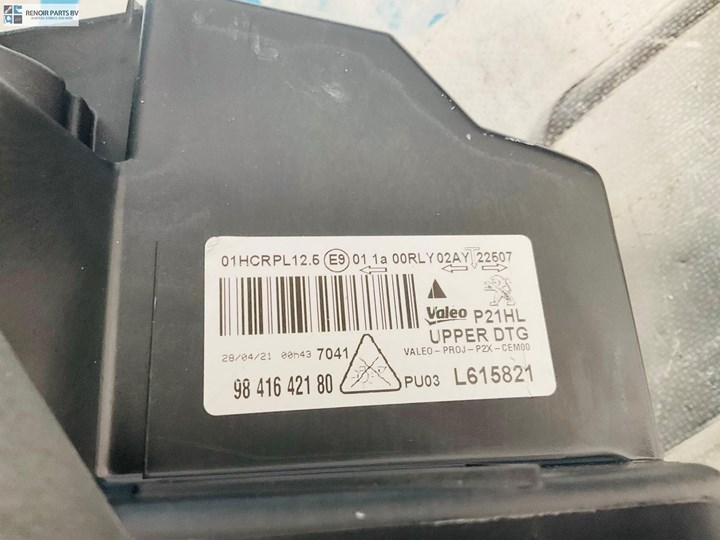 RENOIR PARTS BV
01HCRPL12.5 E9 01 1a 00RLY 02AY 22507
Valeo P21HL
UPPER DTG
VALEO-PROJ-P2X-CEM00
28/04/21 00h43 7041
98 416 421 80 PU03 L615821